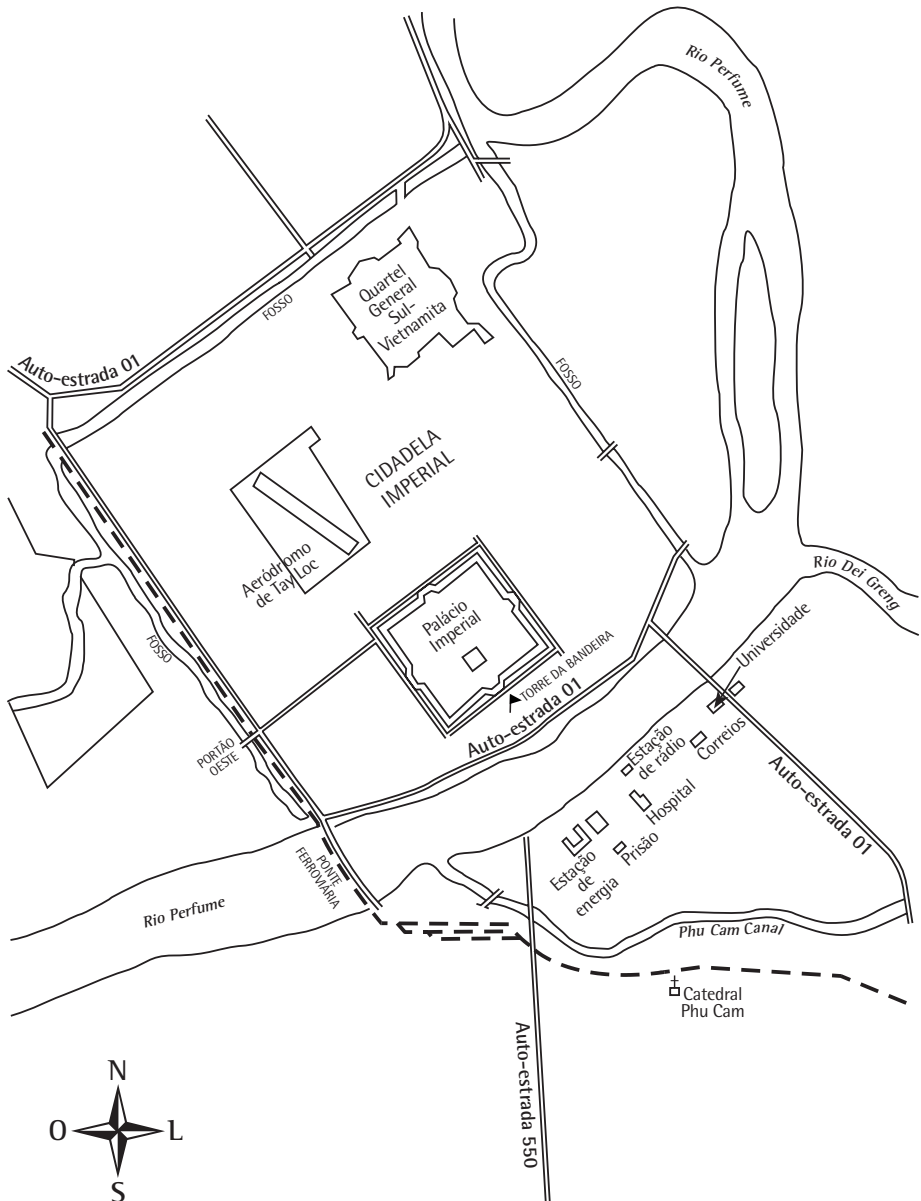 Rio Perfume
Auto-estrada 01
FOSSO
Quartel
General
Sul-
Vietnamita
FOSSO
CIDADELA
IMPERIAL
Aeródromo
de Tay Loc
FOSSO
Palácio
Imperial
TORRE DA BANDEIRA
Auto-estrada 01
PORTÃO
OESTE
Rio Dei Greng
Universidade
Correios
Estação
de rádio
Hospital
Prisão
Estação
de
energia
Auto-estrada 01
PONTE
FERROVIÁRIA
Rio Perfume
Phu Cam Canal
Catedral
Phu Cam
Auto-estrada 550
N
O
L
S